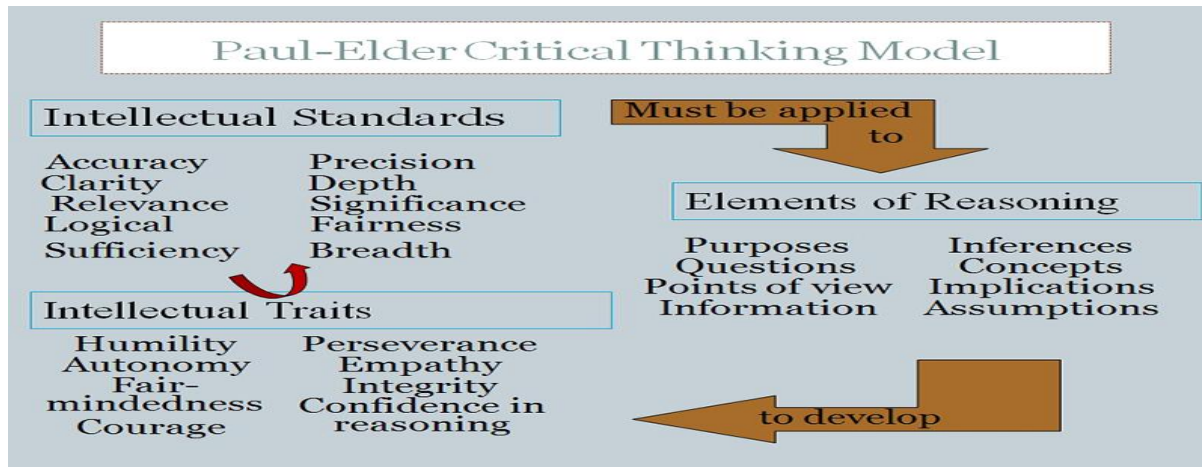 Paul-Elder Critical Thinking Model
Intellectual Standards
Accuracy
Clarity
Relevance
Logical
Sufficiency
Precision
Depth
Significance
Fairness
Breadth
Must be applied
to
Elements of Reasoning
Purposes
Questions
Points of view
Information
Inferences
Concepts
Implications
Assumptions
to develop
Intellectual Traits
Humility
Autonomy
Fair-
mindedness
Courage
Perseverance
Empathy
Integrity
Confidence in
reasoning